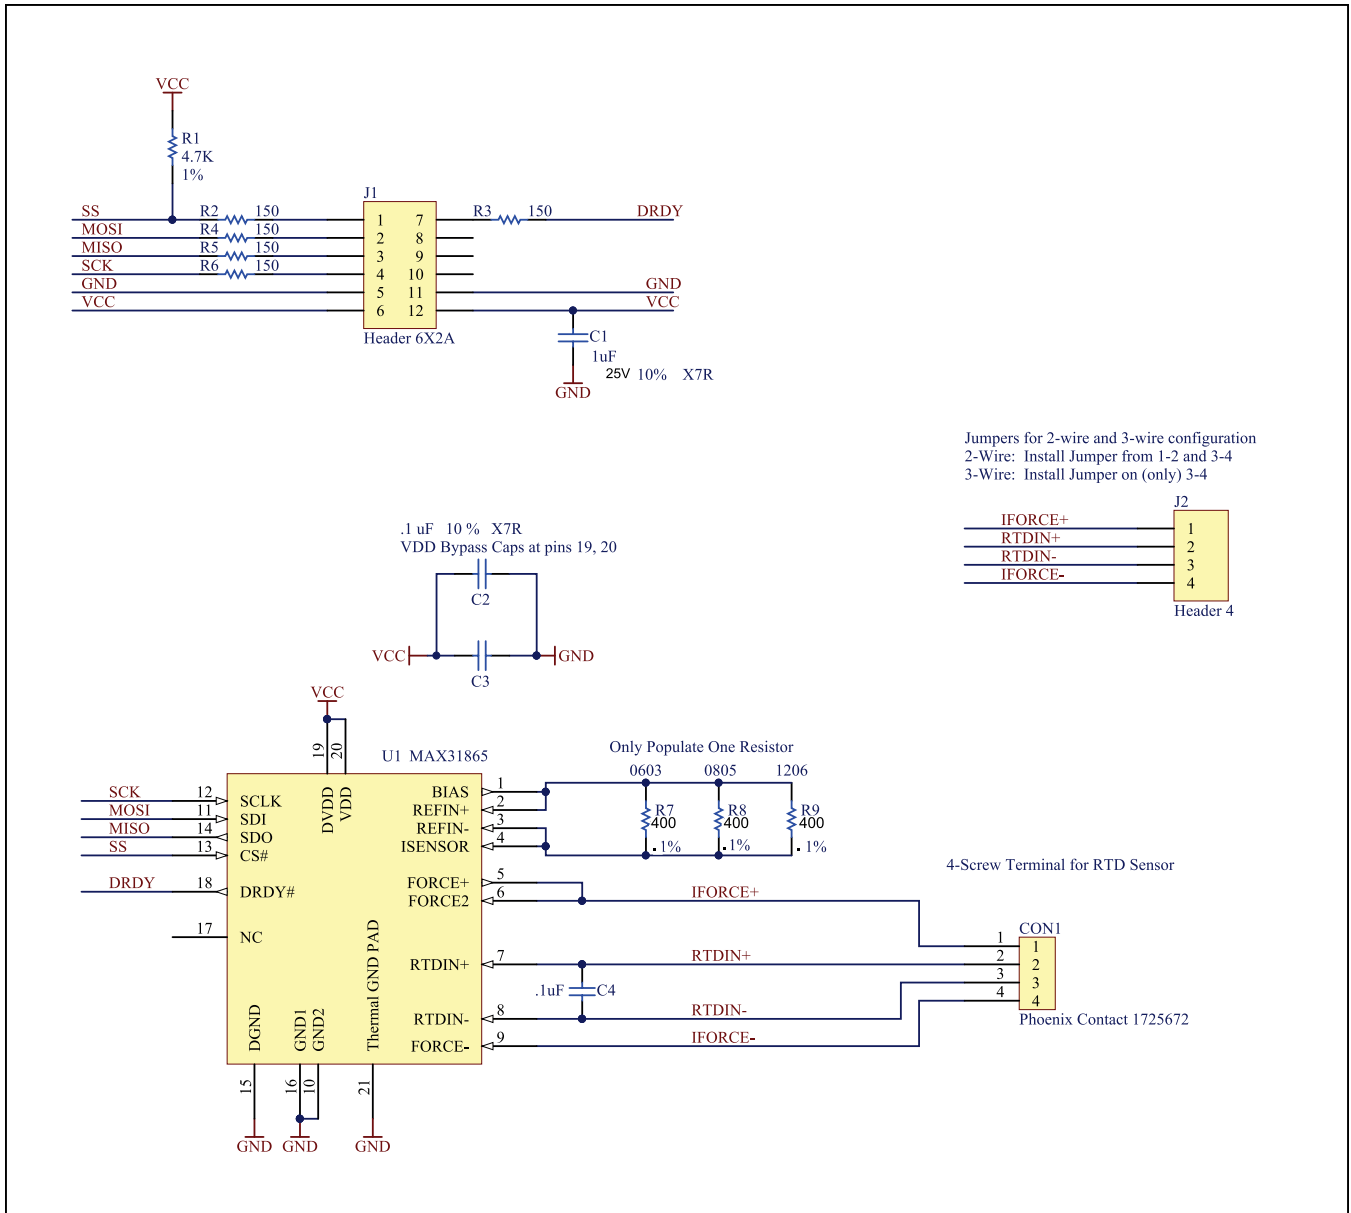 VCC
R1
4.7K
1%
J1
SS R2 150 1 7 R3 150 DRDY
MOSI R4 150 2 8
MISO R5 150 3 9
SCK R6 150 4 10
GND 5 11 GND
VCC 6 12 VCC
Header 6X2A
C1
1uF
25V 10% X7R
GND
Jumpers for 2-wire and 3-wire configuration
2-Wire: Install Jumper from 1-2 and 3-4
3-Wire: Install Jumper on (only) 3-4
J2
IFORCE+ 1
RTDIN+ 2
RTDIN- 3
IFORCE- 4
Header 4
.1 uF 10 % X7R
VDD Bypass Caps at pins 19, 20
C2
VCC GND
C3
VCC
19 20
U1 MAX31865
DVDD VDD
Only Populate One Resistor
0603 0805 1206
R7 R8 R9
400 400 400
.1% .1% .1%
SCK 12 SCLK
MOSI 11 SDI
MISO 14 SDO
SS 13 CS#
DRDY 18 DRDY#
17 NC
BIAS 1
REFIN+ 2
REFIN- 3
ISENSOR 4
FORCE+ 5
FORCE2 6 IFORCE+
RTDIN+ 7 RTDIN+
.1uF C4
RTDIN- 8 RTDIN-
FORCE- 9 IFORCE-
4-Screw Terminal for RTD Sensor
CON1
1 1
2 2
3 3
4 4
Phoenix Contact 1725672
DGND GND1 GND2 Thermal GND PAD
15 16 10 21
GND GND GND